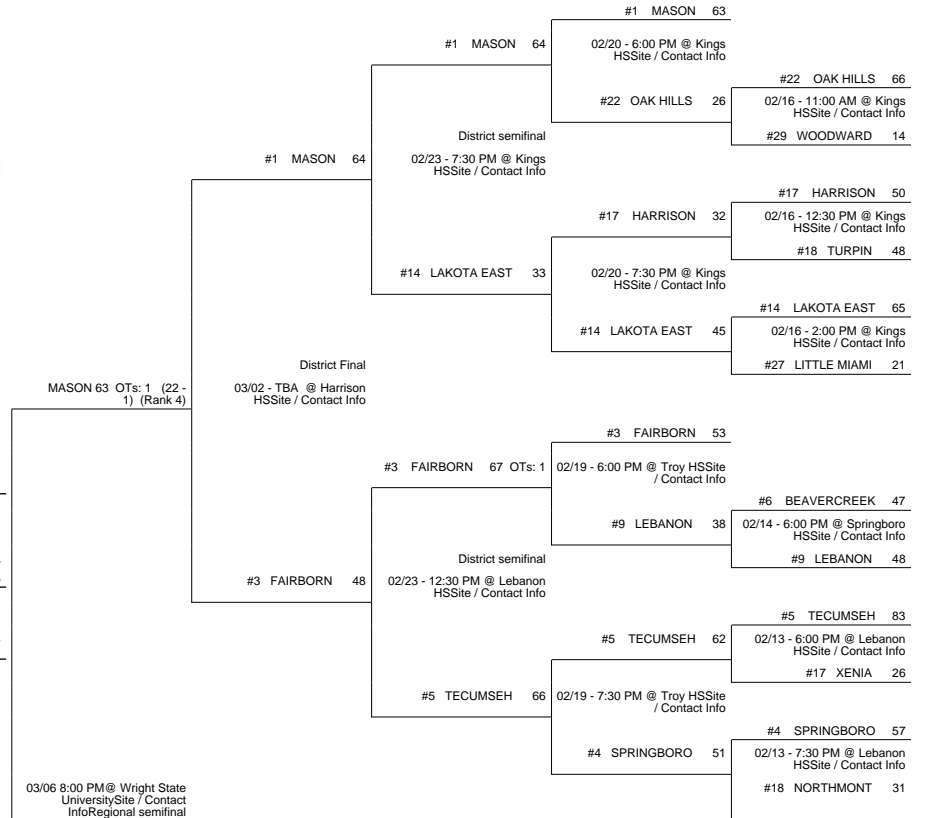 #1 MASON 63
#1 MASON 64
02/20 - 6:00 PM @ Kings
HSSite / Contact Info
#22 OAK HILLS 66
#22 OAK HILLS 26
02/16 - 11:00 AM @ Kings
HSSite / Contact Info
#29 WOODWARD 14
District semifinal
#1 MASON 64
02/23 - 7:30 PM @ Kings
HSSite / Contact Info
#17 HARRISON 50
#17 HARRISON 32
02/16 - 12:30 PM @ Kings
HSSite / Contact Info
#18 TURPIN 48
#14 LAKOTA EAST 33
02/20 - 7:30 PM @ Kings
HSSite / Contact Info
#14 LAKOTA EAST 65
#14 LAKOTA EAST 45
02/16 - 2:00 PM @ Kings
HSSite / Contact Info
#27 LITTLE MIAMI 21
District Final
MASON 63 OTs: 1 (22 -
1) (Rank 4)
03/02 - TBA @ Harrison
HSSite / Contact Info
#3 FAIRBORN 53
#3 FAIRBORN 67 OTs: 1
02/19 - 6:00 PM @ Troy HSSite
/ Contact Info
#6 BEAVERCREEK 47
#9 LEBANON 38
02/14 - 6:00 PM @ Springboro
HSSite / Contact Info
#9 LEBANON 48
District semifinal
#3 FAIRBORN 48
02/23 - 12:30 PM @ Lebanon
HSSite / Contact Info
#5 TECUMSEH 83
#5 TECUMSEH 62
02/13 - 6:00 PM @ Lebanon
HSSite / Contact Info
#17 XENIA 26
#5 TECUMSEH 66
02/19 - 7:30 PM @ Troy HSSite
/ Contact Info
#4 SPRINGBORO 57
#4 SPRINGBORO 51
02/13 - 7:30 PM @ Lebanon
HSSite / Contact Info
#18 NORTHMONT 31
03/06 8:00 PM@ Wright State
UniversitySite / Contact
InfoRegional semifinal